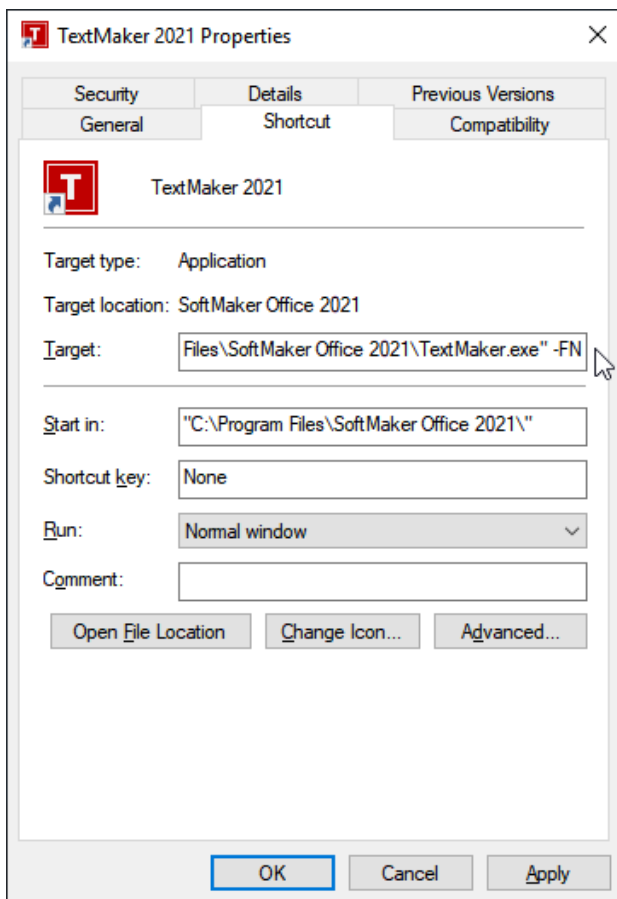 TextMaker 2021 Properties
Security Details Previous Versions
General Shortcut Compatibility
T TextMaker 2021
Target type: Application
Target location: SoftMaker Office 2021
Target: Files\SoftMaker Office 2021\TextMaker.exe" -FN
Start in: "C:\Program Files\SoftMaker Office 2021\"
Shortcut key: None
Run: Normal window
Comment:
Open File Location Change Icon... Advanced...
OK Cancel Apply